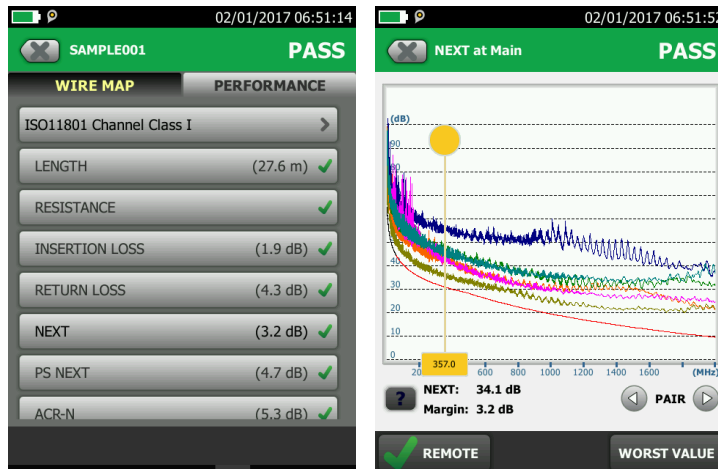 02/01/2017 06:51:14
SAMPLE001 PASS
WIRE MAP PERFORMANCE
ISO11801 Channel Class I
LENGTH (27.6 m)
RESISTANCE
INSERTION LOSS (1.9 dB)
RETURN LOSS (4.3 dB)
NEXT (3.2 dB)
PS NEXT (4.7 dB)
ACR-N (5.3 dB)
02/01/2017 06:51:52
NEXT at Main PASS
(dB)
90
80
40
30
20
10
0
357.0
600 800 1000 1200 1400 1600 (MHz)
? NEXT: 34.1 dB
Margin: 3.2 dB
PAIR
REMOTE WORST VALUE